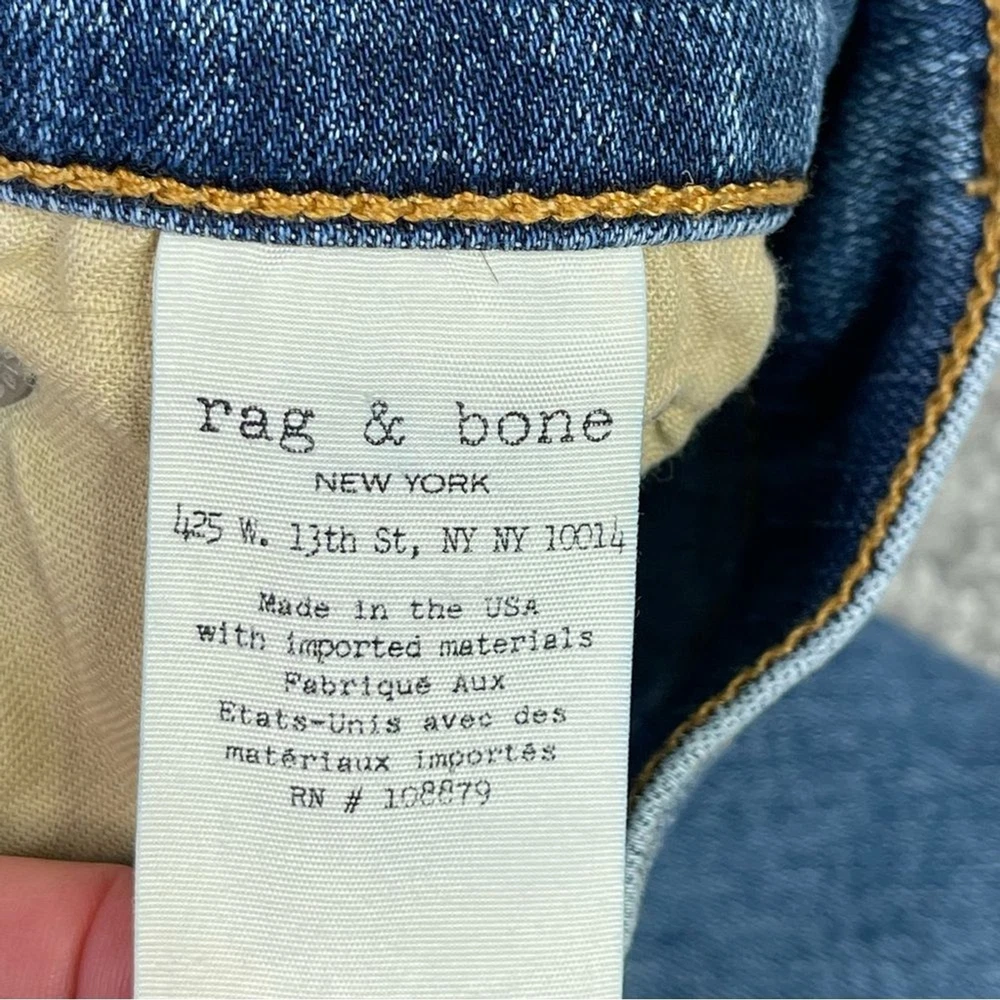 rag & bone
NEW YORK
425 W. 13th St, NY NY 10014
Made in the USA
with imported materials
Fabriqué Aux
Etats-Unis avec des
matériaux importés
RN # 108879